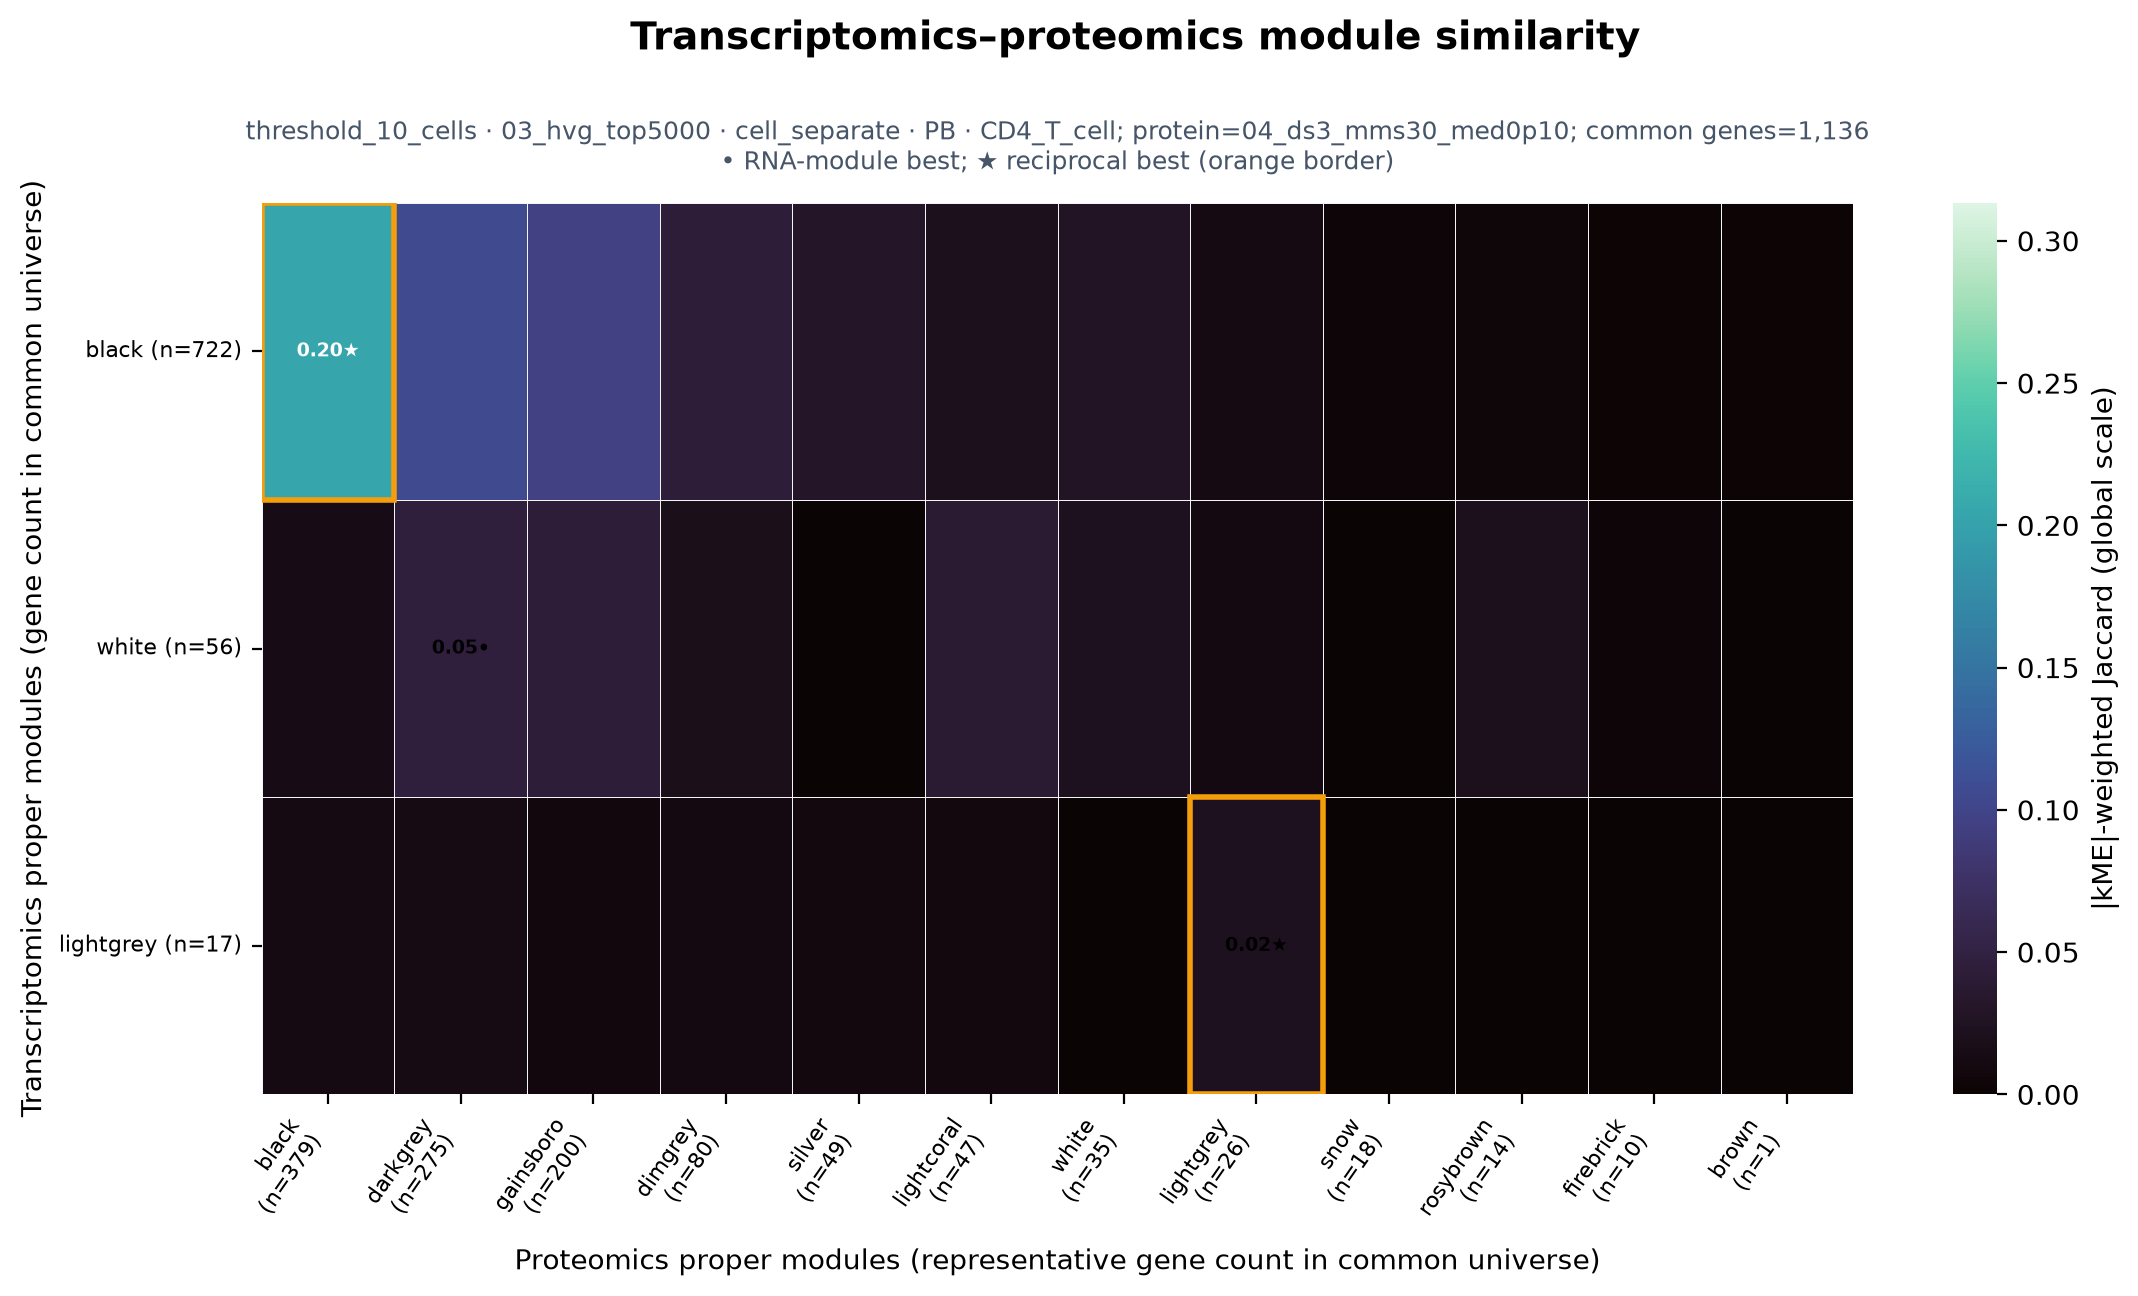 Transcriptomics–proteomics module similarity
threshold_10_cells · 03_hvg_top5000 · cell_separate · PB · CD4_T_cell; protein=04_ds3_mms30_med0p10; common genes=1,136
• RNA-module best; ★ reciprocal best (orange border)
Transcriptomics proper modules (gene count in common universe)
black (n=722)
white (n=56)
lightgrey (n=17)
0.20★
0.05•
0.02★
black
(n=379)
darkgrey
(n=275)
gainsboro
(n=200)
dimgrey
(n=80)
silver
(n=49)
lightcoral
(n=47)
white
(n=35)
lightgrey
(n=26)
snow
(n=18)
rosybrown
(n=14)
firebrick
(n=10)
brown
(n=1)
Proteomics proper modules (representative gene count in common universe)
0.30
0.25
0.20
0.15
0.10
0.05
0.00
|kME|-weighted Jaccard (global scale)